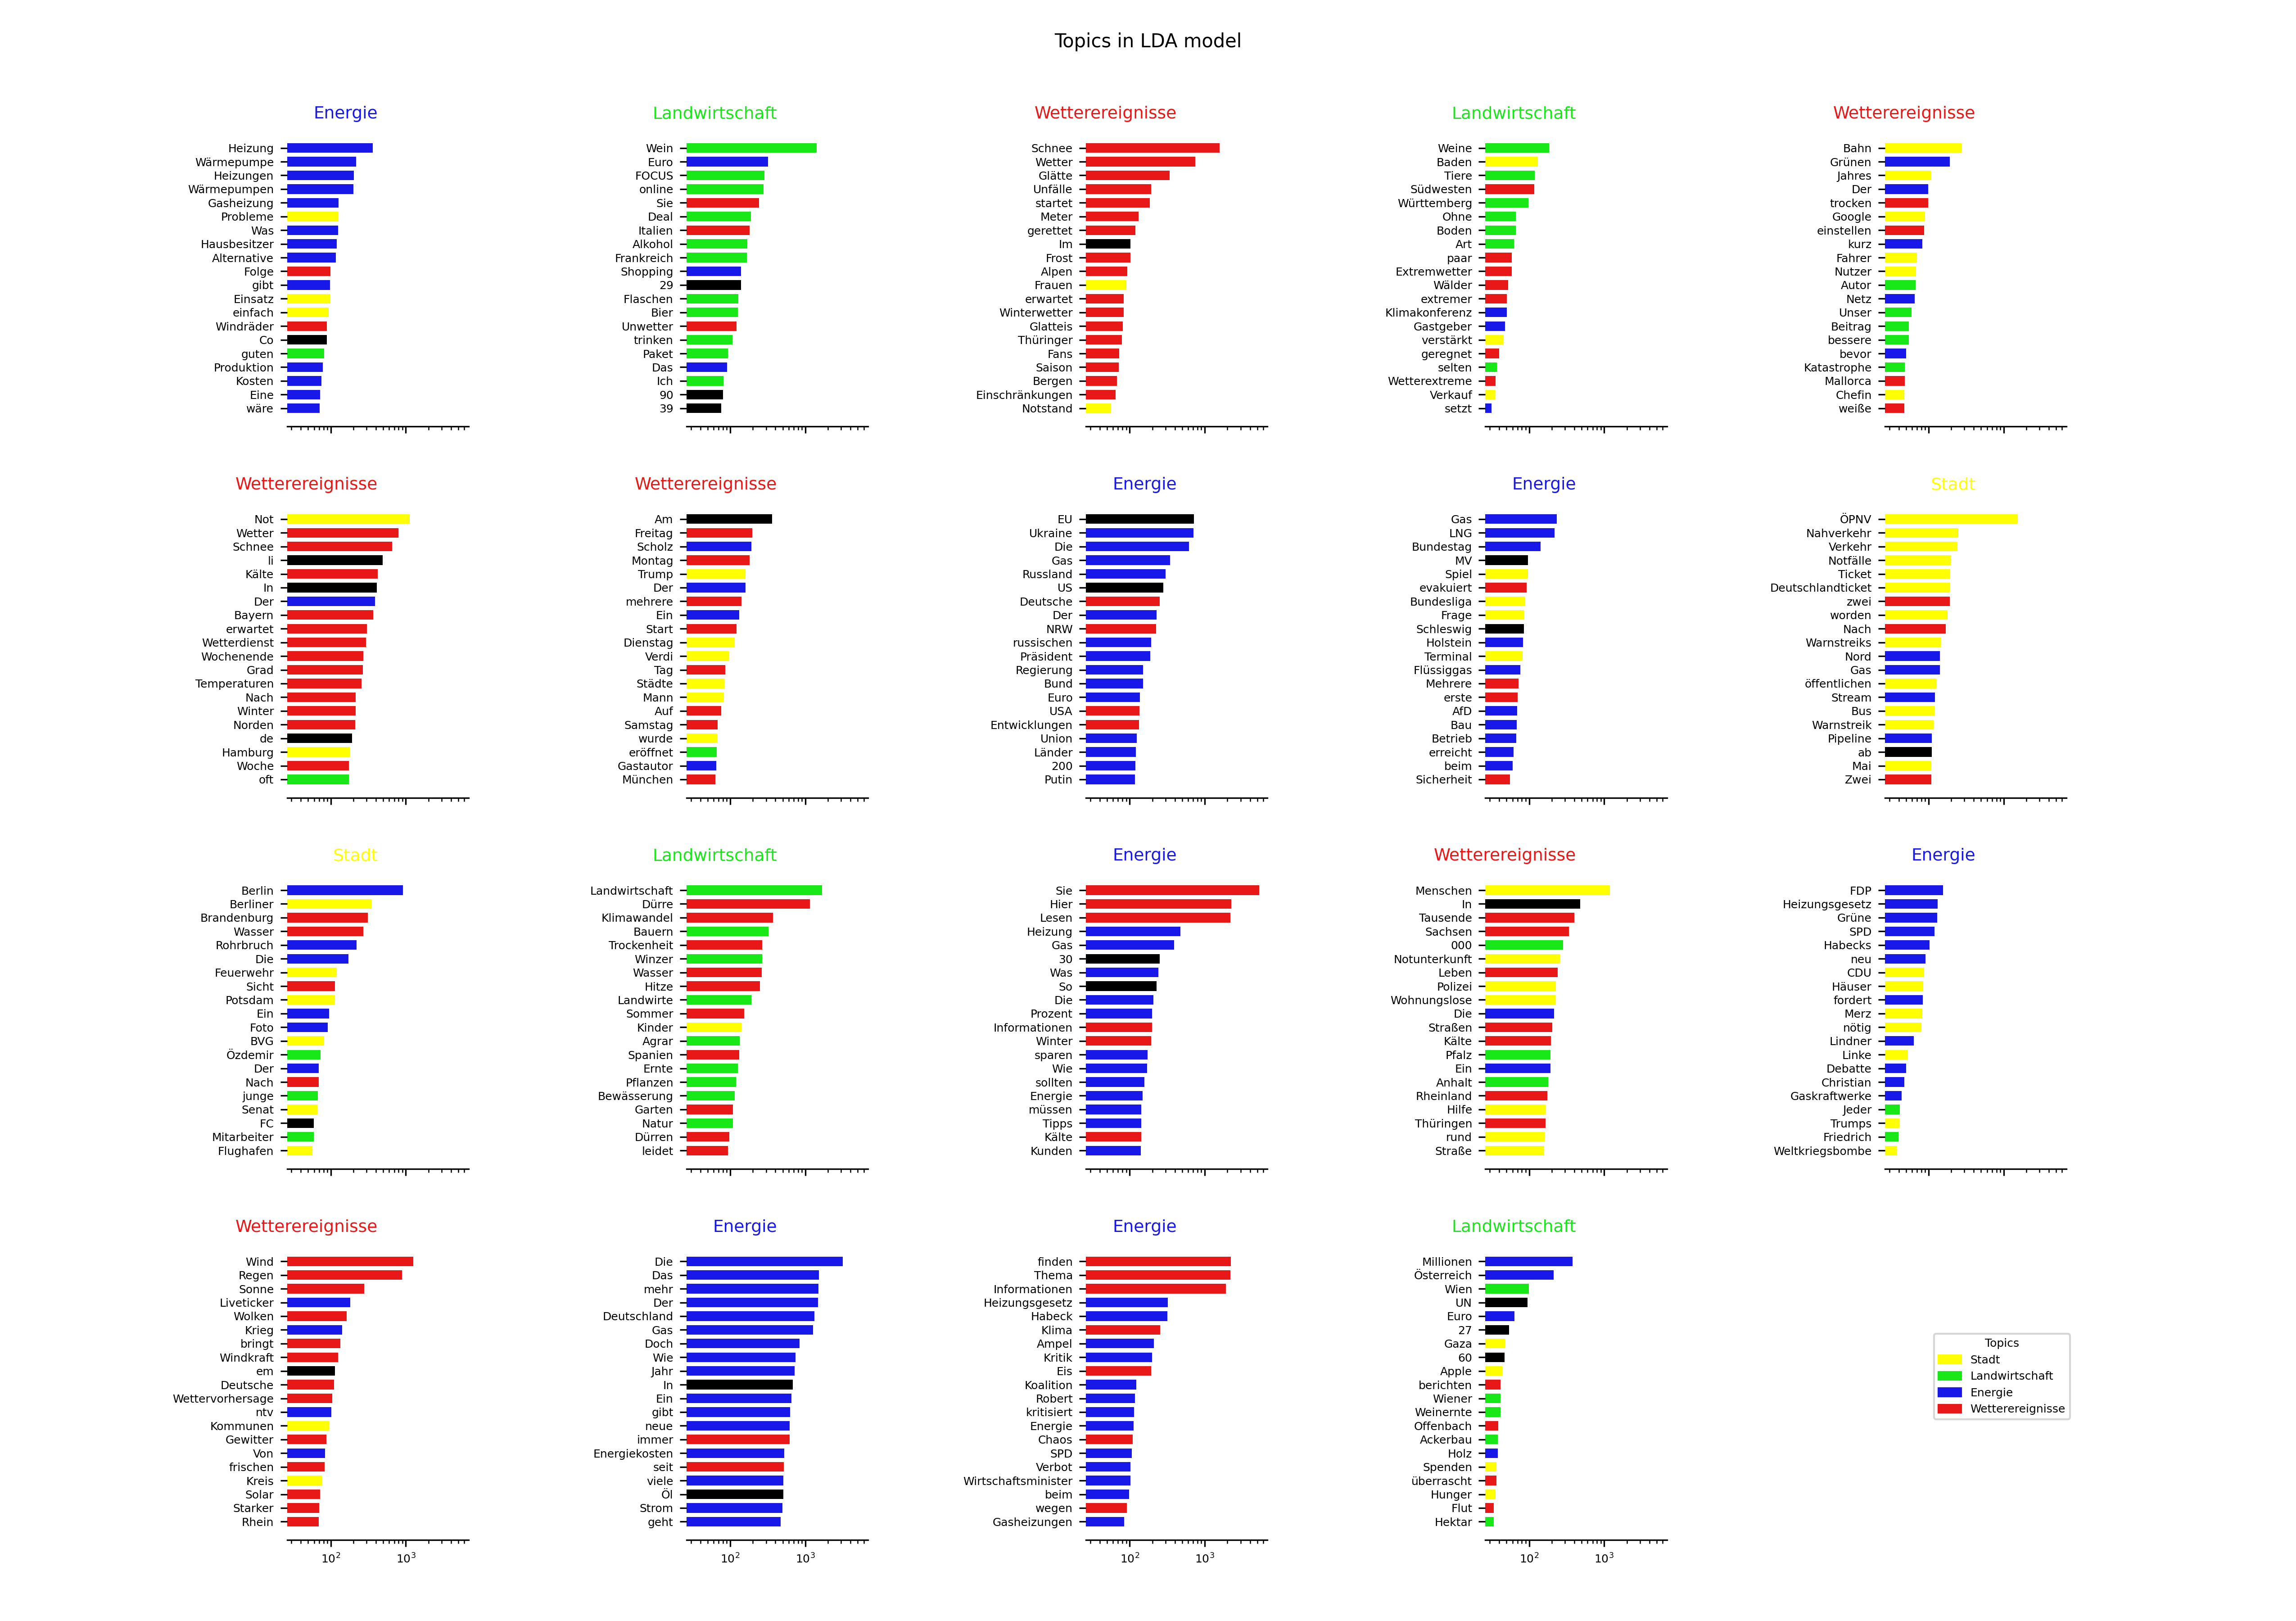 Topics in LDA model
Energie
Heizung
Wärmepumpe
Heizungen
Wärmepumpen
Gasheizung
Probleme
Was
Hausbesitzer
Alternative
Folge
gibt
Einsatz
einfach
Windräder
Co
guten
Produktion
Kosten
Eine
wäre
Landwirtschaft
Wein
Euro
FOCUS
online
Sie
Deal
Italien
Alkohol
Frankreich
Shopping
29
Flaschen
Bier
Unwetter
trinken
Paket
Das
Ich
90
39
Wetterereignisse
Schnee
Wetter
Glätte
Unfälle
startet
Meter
gerettet
Im
Frost
Alpen
Frauen
erwartet
Winterwetter
Glatteis
Thüringer
Fans
Saison
Bergen
Einschränkungen
Notstand
Landwirtschaft
Weine
Baden
Tiere
Südwesten
Württemberg
Ohne
Boden
Art
paar
Extremwetter
Wälder
extremer
Klimakonferenz
Gastgeber
verstärkt
geregnet
selten
Wetterextreme
Verkauf
setzt
Wetterereignisse
Bahn
Grünen
Jahres
Der
trocken
Google
einstellen
kurz
Fahrer
Nutzer
Autor
Netz
Unser
Beitrag
bessere
bevor
Katastrophe
Mallorca
Chefin
weiße
Wetterereignisse
Not
Wetter
Schnee
li
Kälte
In
Der
Bayern
erwartet
Wetterdienst
Wochenende
Grad
Temperaturen
Nach
Winter
Norden
de
Hamburg
Woche
oft
Wetterereignisse
Am
Freitag
Scholz
Montag
Trump
Der
mehrere
Ein
Start
Dienstag
Verdi
Tag
Städte
Mann
Auf
Samstag
wurde
eröffnet
Gastautor
München
Energie
EU
Ukraine
Die
Gas
Russland
US
Deutsche
Der
NRW
russischen
Präsident
Regierung
Bund
Euro
USA
Entwicklungen
Union
Länder
200
Putin
Energie
Gas
LNG
Bundestag
MV
Spiel
evakuiert
Bundesliga
Frage
Schleswig
Holstein
Terminal
Flüssiggas
Mehrere
erste
AfD
Bau
Betrieb
erreicht
beim
Sicherheit
Stadt
ÖPNV
Nahverkehr
Verkehr
Notfälle
Ticket
Deutschlandticket
zwei
worden
Nach
Warnstreiks
Nord
Gas
öffentlichen
Stream
Bus
Warnstreik
Pipeline
ab
Mai
Zwei
Stadt
Berlin
Berliner
Brandenburg
Wasser
Rohrbruch
Die
Feuerwehr
Sicht
Potsdam
Ein
Foto
BVG
Özdemir
Der
Nach
junge
Senat
FC
Mitarbeiter
Flughafen
Landwirtschaft
Landwirtschaft
Dürre
Klimawandel
Bauern
Trockenheit
Winzer
Wasser
Hitze
Landwirte
Sommer
Kinder
Agrar
Spanien
Ernte
Pflanzen
Bewässerung
Garten
Natur
Dürren
leidet
Energie
Sie
Hier
Lesen
Heizung
Gas
30
Was
So
Die
Prozent
Informationen
Winter
sparen
Wie
sollten
Energie
müssen
Tipps
Kälte
Kunden
Wetterereignisse
Menschen
In
Tausende
Sachsen
000
Notunterkunft
Leben
Polizei
Wohnungslose
Die
Straßen
Kälte
Pfalz
Ein
Anhalt
Rheinland
Hilfe
Thüringen
rund
Straße
Energie
FDP
Heizungsgesetz
Grüne
SPD
Habecks
neu
CDU
Häuser
fordert
Merz
nötig
Lindner
Linke
Debatte
Christian
Gaskraftwerke
Jeder
Trumps
Friedrich
Weltkriegsbombe
Wetterereignisse
Wind
Regen
Sonne
Liveticker
Wolken
Krieg
bringt
Windkraft
em
Deutsche
Wettervorhersage
ntv
Kommunen
Gewitter
Von
frischen
Kreis
Solar
Starker
Rhein
10² 10³
Energie
Die
Das
mehr
Der
Deutschland
Gas
Doch
Wie
Jahr
In
Ein
gibt
neue
immer
Energiekosten
seit
viele
Öl
Strom
geht
10² 10³
Energie
finden
Thema
Informationen
Heizungsgesetz
Habeck
Klima
Ampel
Kritik
Eis
Koalition
Robert
kritisiert
Energie
Chaos
SPD
Verbot
Wirtschaftsminister
beim
wegen
Gasheizungen
10² 10³
Landwirtschaft
Millionen
Österreich
Wien
UN
Euro
27
Gaza
60
Apple
berichten
Wiener
Weinernte
Offenbach
Ackerbau
Holz
Spenden
überrascht
Hunger
Flut
Hektar
10² 10³
Topics
Stadt
Landwirtschaft
Energie
Wetterereignisse